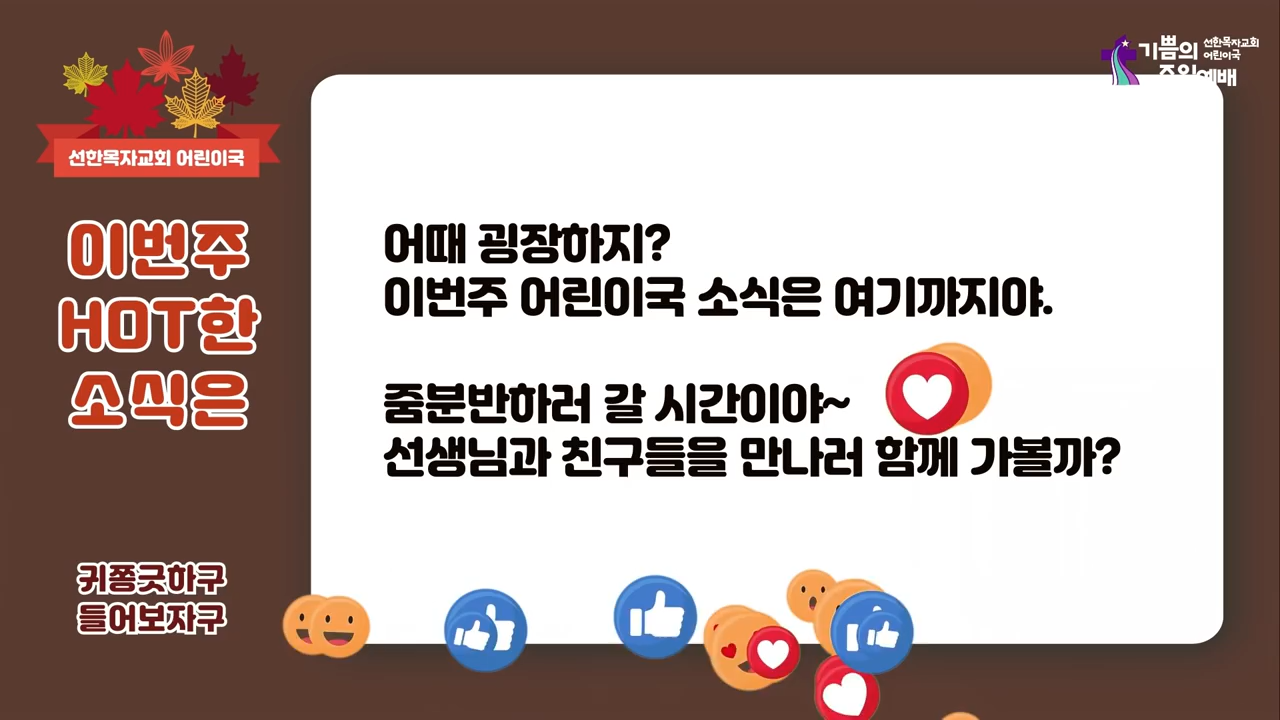 선한목자교회 어린이국
이번주
HOT한
소식은
귀쫑긋하구
들어보자구
기쁨의
주일예배
선한목자교회
어린이국
어때 굉장하지?
이번주 어린이국 소식은 여기까지야.
줌분반하러 갈 시간이야~
선생님과 친구들을 만나러 함께 가볼까?